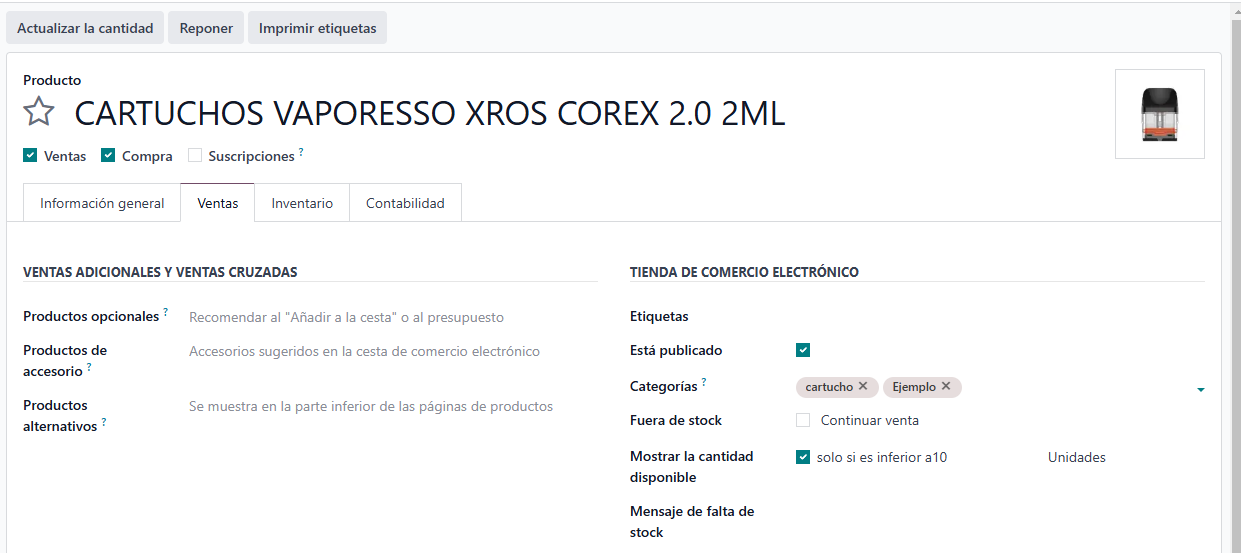 Actualizar la cantidad Reponer Imprimir etiquetas
Producto
CARTUCHOS VAPORESSO XROS COREX 2.0 2ML
Ventas Compra Suscripciones ?
Información general Ventas Inventario Contabilidad
VENTAS ADICIONALES Y VENTAS CRUZADAS
Productos opcionales ? Recomendar al "Añadir a la cesta" o al presupuesto
Productos de accesorio ? Accesorios sugeridos en la cesta de comercio electrónico
Productos alternativos ? Se muestra en la parte inferior de las páginas de productos
TIENDA DE COMERCIO ELECTRÓNICO
Etiquetas
Está publicado
Categorías ? cartucho × Ejemplo ×
Fuera de stock Continuar venta
Mostrar la cantidad disponible solo si es inferior a10 Unidades
Mensaje de falta de stock